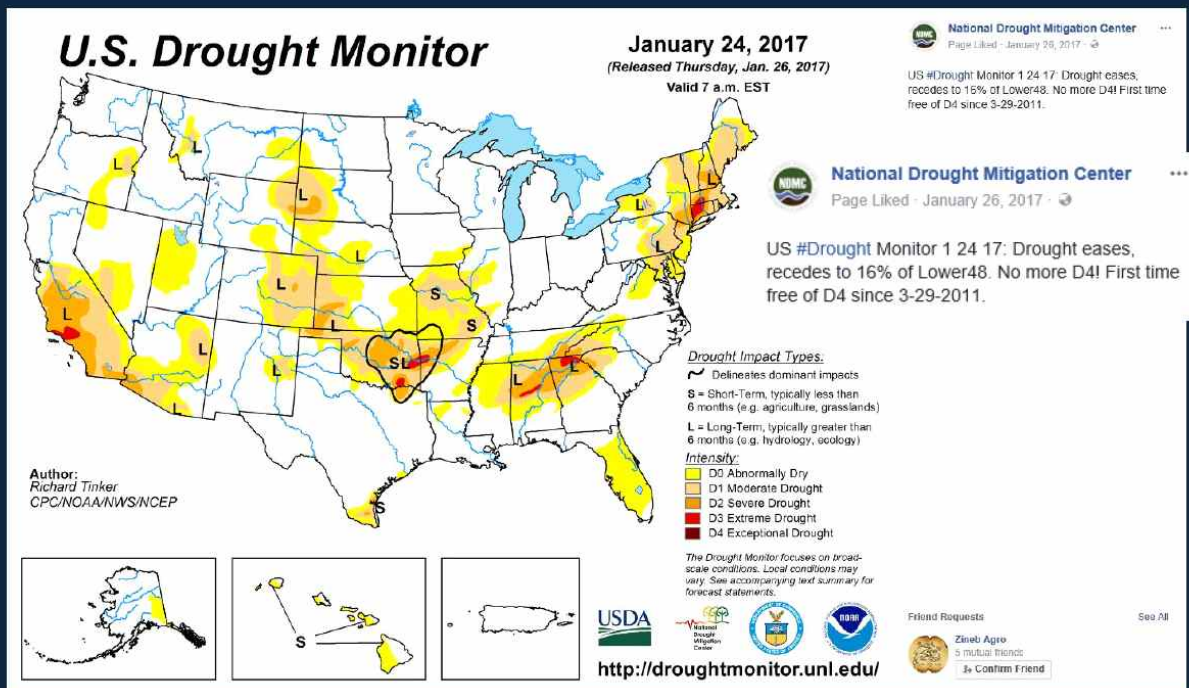 U.S. Drought Monitor
January 24, 2017
(Released Thursday, Jan. 26, 2017)
Valid 7 a.m. EST
L
L
L
L
L
L
L
L
S
S
L
L
L
SL
L
L
L
L
L
S
Drought Impact Types:
Delineates dominant impacts
S = Short-Term, typically less than
6 months (e.g. agriculture, grasslands)
L = Long-Term, typically greater than
6 months (e.g. hydrology, ecology)
Intensity:
D0 Abnormally Dry
D1 Moderate Drought
D2 Severe Drought
D3 Extreme Drought
D4 Exceptional Drought
Author:
Richard Tinker
CPC/NOAA/NWS/NCEP
The Drought Monitor focuses on broad-
scale conditions. Local conditions may
vary. See accompanying text summary for
forecast statements.
S
USDA
National
Drought
Mitigation
Center
NOAA
http://droughtmonitor.unl.edu/
NDMC
National Drought Mitigation Center
Page Liked · January 26, 2017 ·
US #Drought Monitor 1 24 17: Drought eases,
recedes to 16% of Lower48. No more D4! First time
free of D4 since 3-29-2011.
NDMC
National Drought Mitigation Center
Page Liked · January 26, 2017 ·
US #Drought Monitor 1 24 17: Drought eases,
recedes to 16% of Lower48. No more D4! First time
free of D4 since 3-29-2011.
Friend Requests
See All
Zineb Agro
5 mutual friends
Confirm Friend